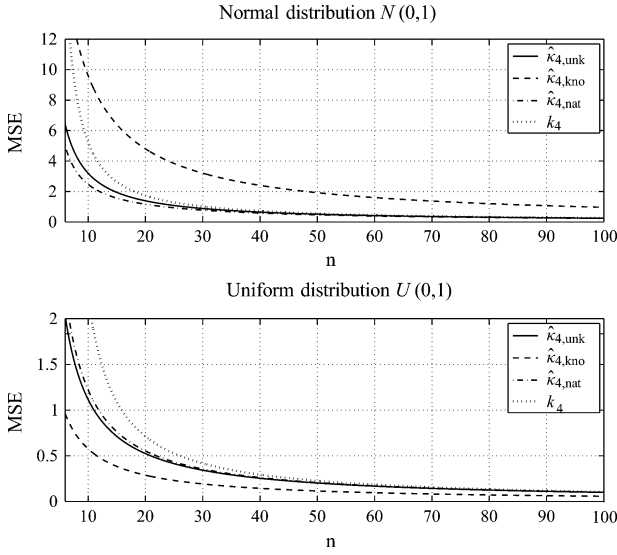 Normal distribution N (0,1)
12
10
8
6
4
2
0
MSE
κ̂4,unk
κ̂4,kno
κ̂4,nat
k4
10 20 30 40 50 60 70 80 90 100
n
Uniform distribution U (0,1)
2
1.5
1
0.5
0
MSE
κ̂4,unk
κ̂4,kno
κ̂4,nat
k4
10 20 30 40 50 60 70 80 90 100
n